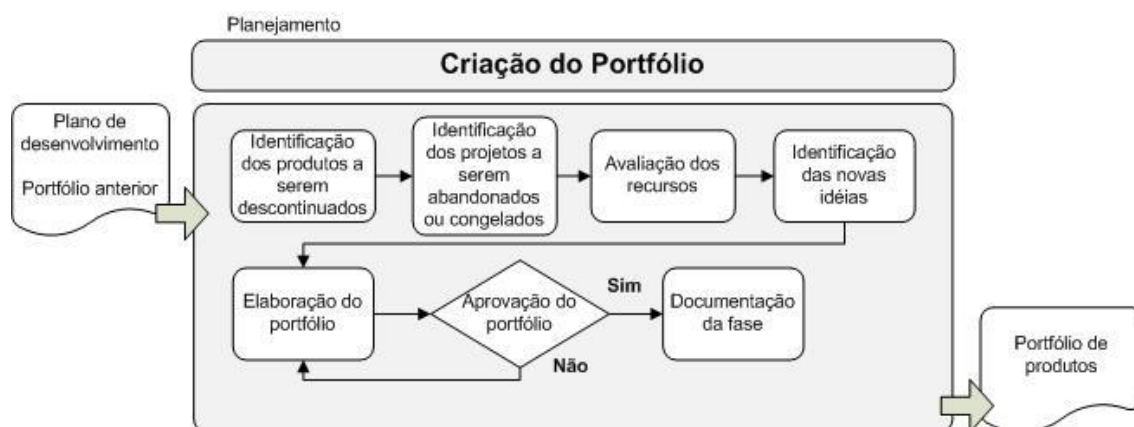 Planejamento
Criação do Portfólio
Plano de
desenvolvimento
Portfólio anterior
Identificação
dos produtos a
serem
descontinuados
Identificação
dos projetos a
serem
abandonados
ou congelados
Avaliação dos
recursos
Identificação
das novas
idéias
Elaboração do
portfólio
Aprovação do
portfólio
Sim
Não
Documentação
da fase
Portfólio de
produtos